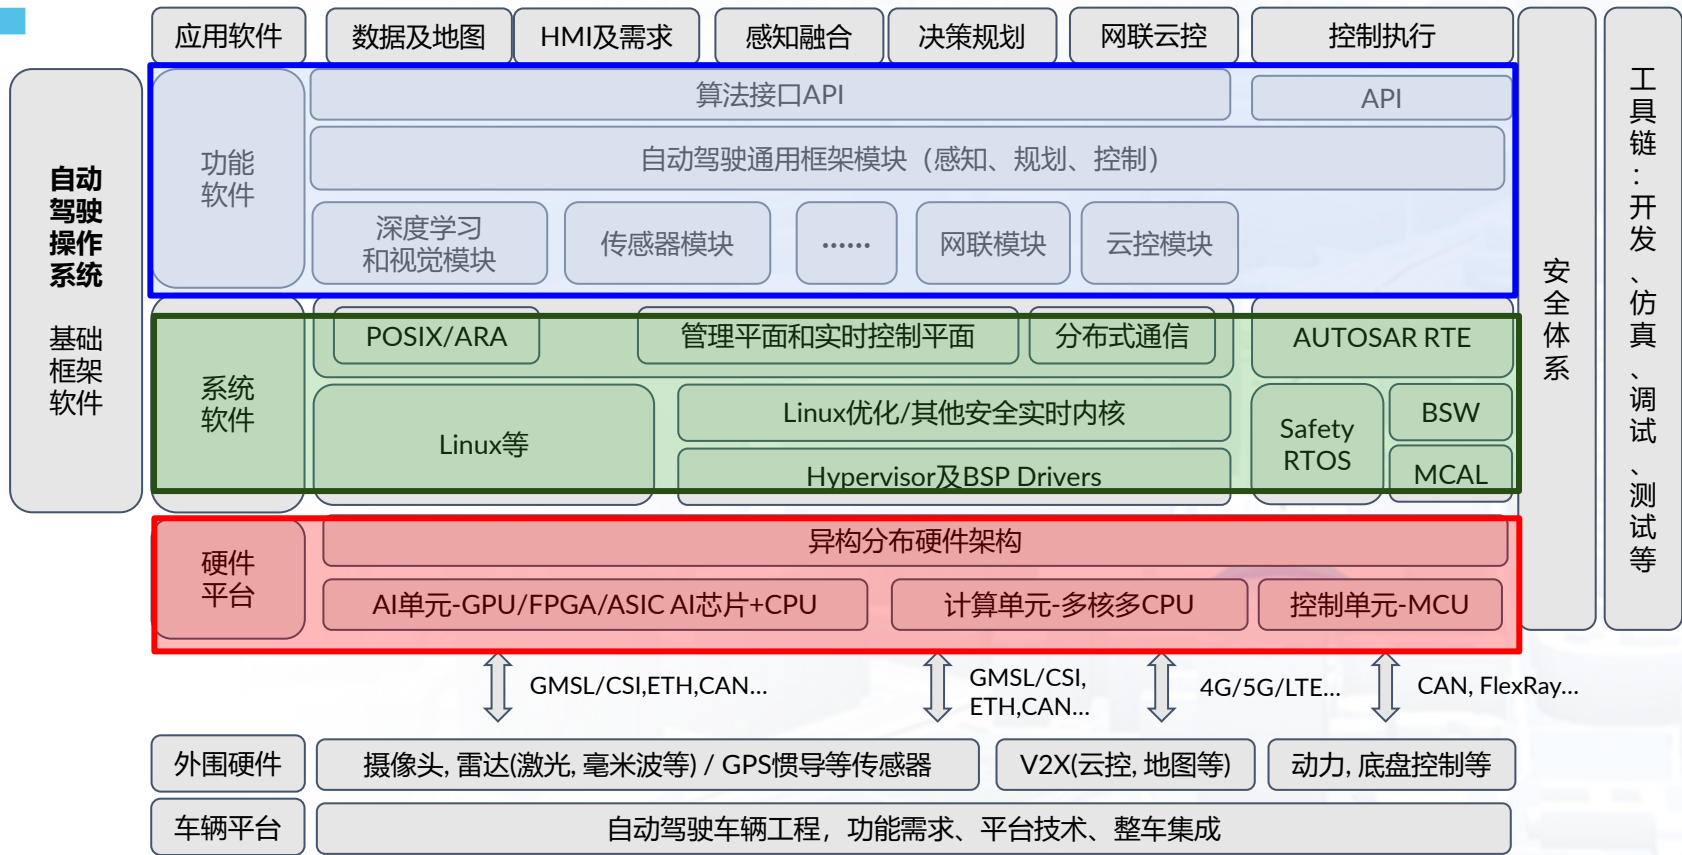 应用软件
数据及地图
HMI及需求
感知融合
决策规划
网联云控
控制执行
自动
驾驶
操作
系统
基础
框架
软件
功能
软件
算法接口API
API
自动驾驶通用框架模块（感知、规划、控制）
深度学习
和视觉模块
传感器模块
……
网联模块
云控模块
系统
软件
POSIX/ARA
管理平面和实时控制平面
分布式通信
AUTOSAR RTE
Linux等
Linux优化/其他安全实时内核
Hypervisor及BSP Drivers
Safety
RTOS
BSW
MCAL
硬件
平台
异构分布硬件架构
AI单元-GPU/FPGA/ASIC AI芯片+CPU
计算单元-多核多CPU
控制单元-MCU
安全体系
工具链：开发、仿真、调试、测试等
GMSL/CSI,ETH,CAN...
GMSL/CSI,
ETH,CAN...
4G/5G/LTE...
CAN, FlexRay...
外围硬件
摄像头, 雷达(激光, 毫米波等) / GPS惯导等传感器
V2X(云控, 地图等)
动力, 底盘控制等
车辆平台
自动驾驶车辆工程，功能需求、平台技术、整车集成